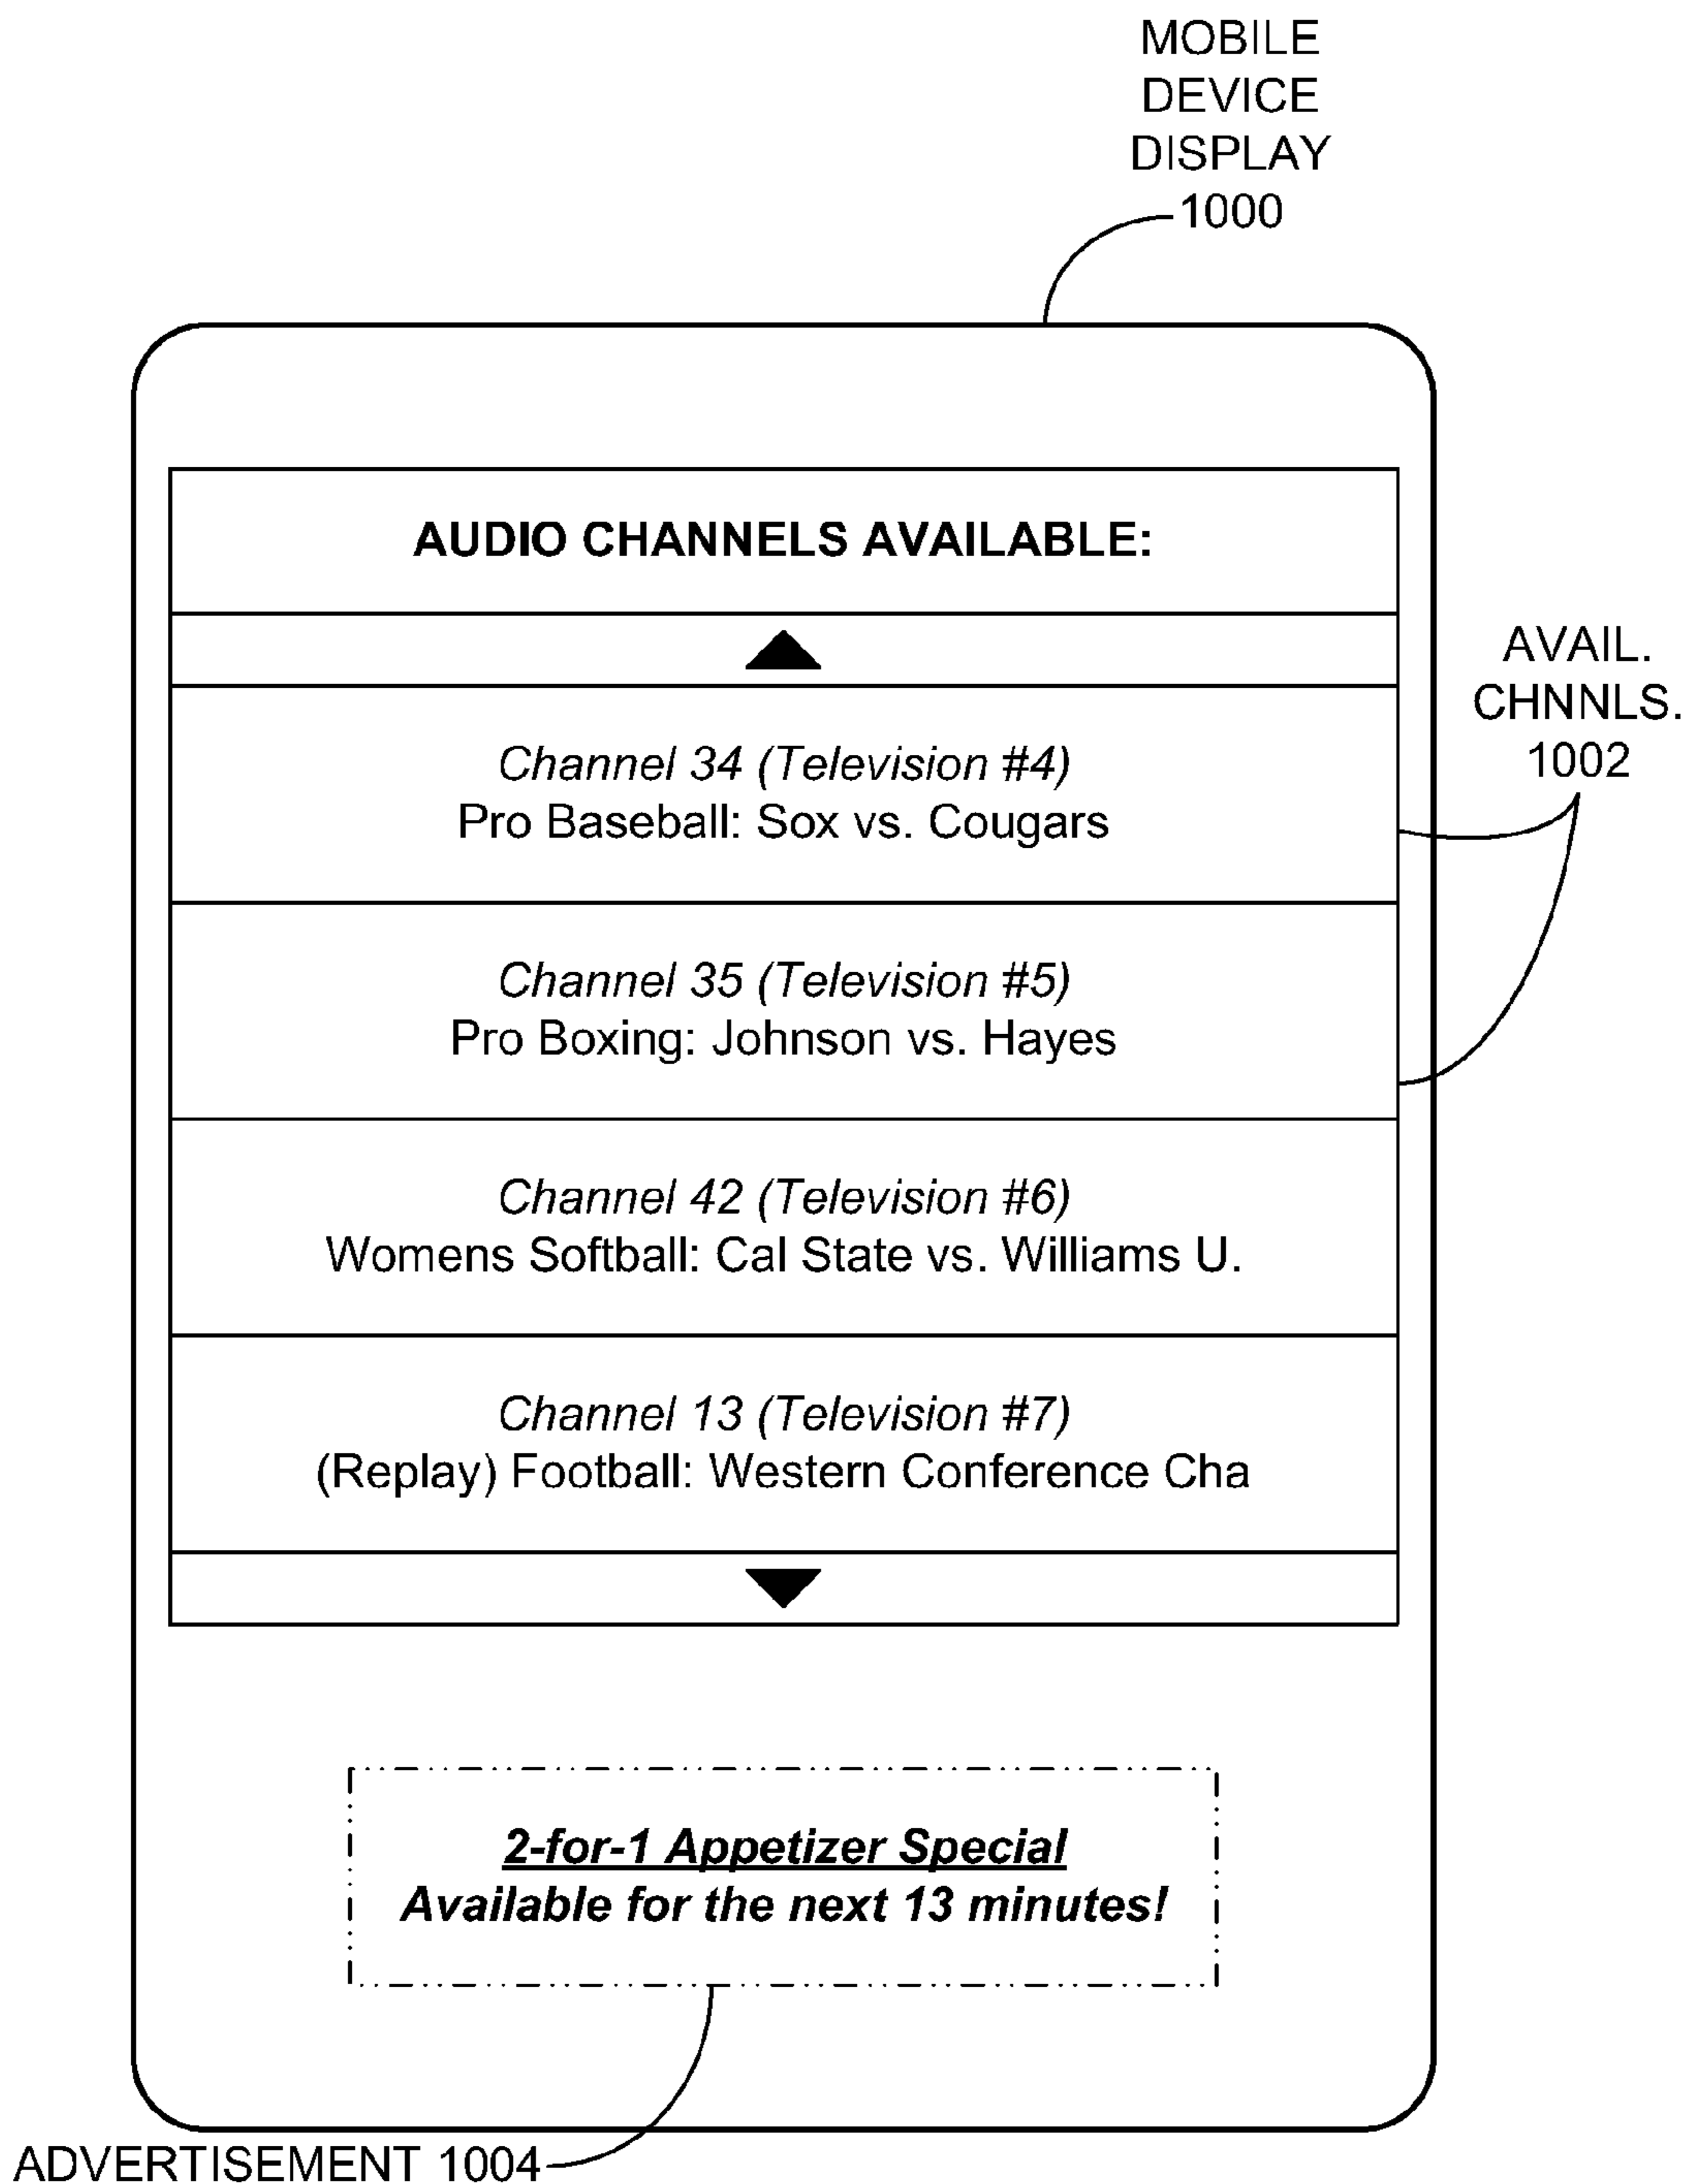 MOBILE
DEVICE
DISPLAY
1000
AUDIO CHANNELS AVAILABLE:
AVAIL.
CHNNLS.
1002
Channel 34 (Television #4)
Pro Baseball: Sox vs. Cougars
Channel 35 (Television #5)
Pro Boxing: Johnson vs. Hayes
Channel 42 (Television #6)
Womens Softball: Cal State vs. Williams U.
Channel 13 (Television #7)
(Replay) Football: Western Conference Cha
2-for-1 Appetizer Special
Available for the next 13 minutes!
ADVERTISEMENT 1004